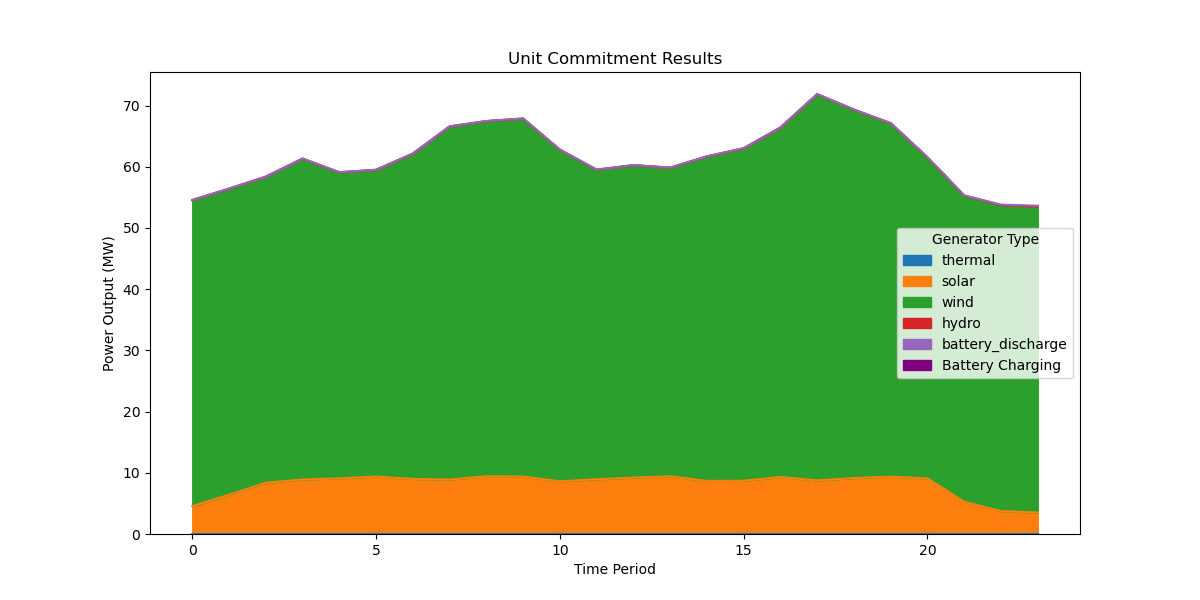 Unit Commitment Results
Power Output (MW)
70
60
50
40
30
20
10
0
Generator Type
thermal
solar
wind
hydro
battery_discharge
Battery Charging
0 5 10 15 20
Time Period